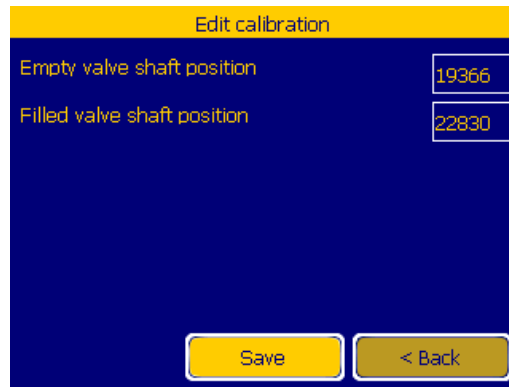 Edit calibration
Empty valve shaft position 19366
Filled valve shaft position 22830
Save < Back